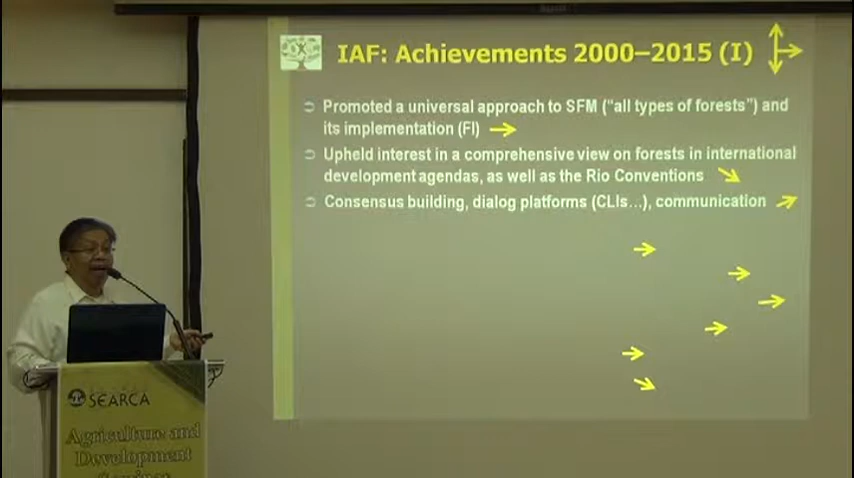 IAF: Achievements 2000–2015 (I)
Promoted a universal approach to SFM ("all types of forests") and
its implementation (FI)
Upheld interest in a comprehensive view on forests in international
development agendas, as well as the Rio Conventions
Consensus building, dialog platforms (CLIs...), communication
SEARCA
Agriculture and
Development
Seminar